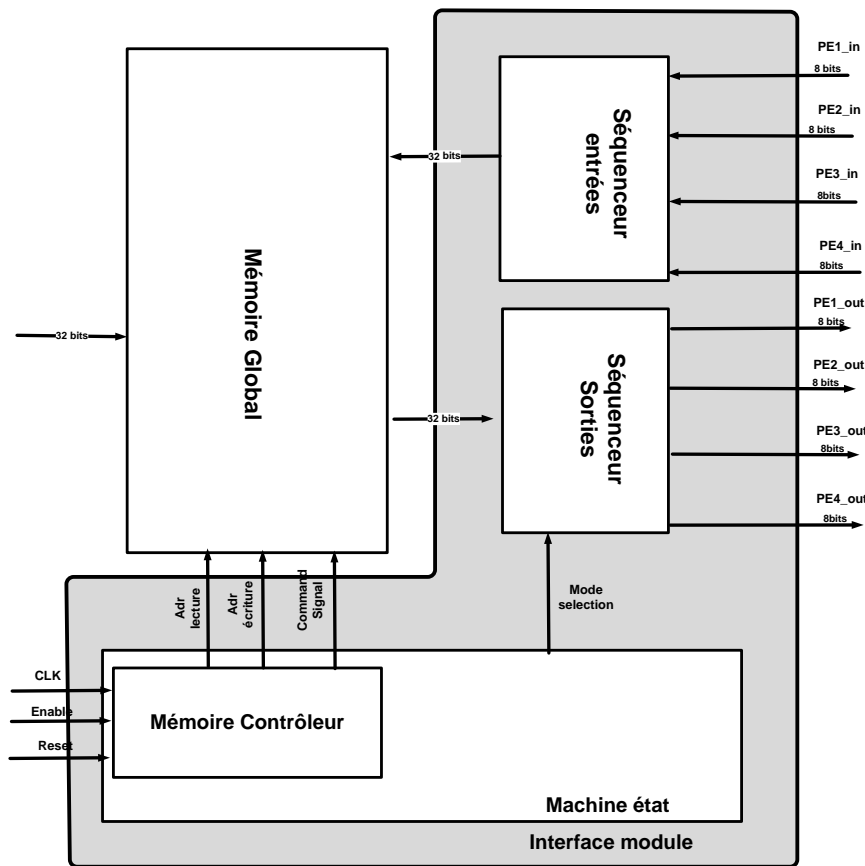 PE1_in
8 bits
PE2_in
8 bits
PE3_in
8bits
PE4_in
8bits
Séquenceur
entrées
32 bits
Mémoire Global
32 bits
32 bits
Séquenceur
Sorties
PE1_out
8 bits
PE2_out
8 bits
PE3_out
8bits
PE4_out
8bits
Adr
lecture
Adr
écriture
Command
Signal
Mode
selection
CLK
Enable
Reset
Mémoire Contrôleur
Machine état
Interface module